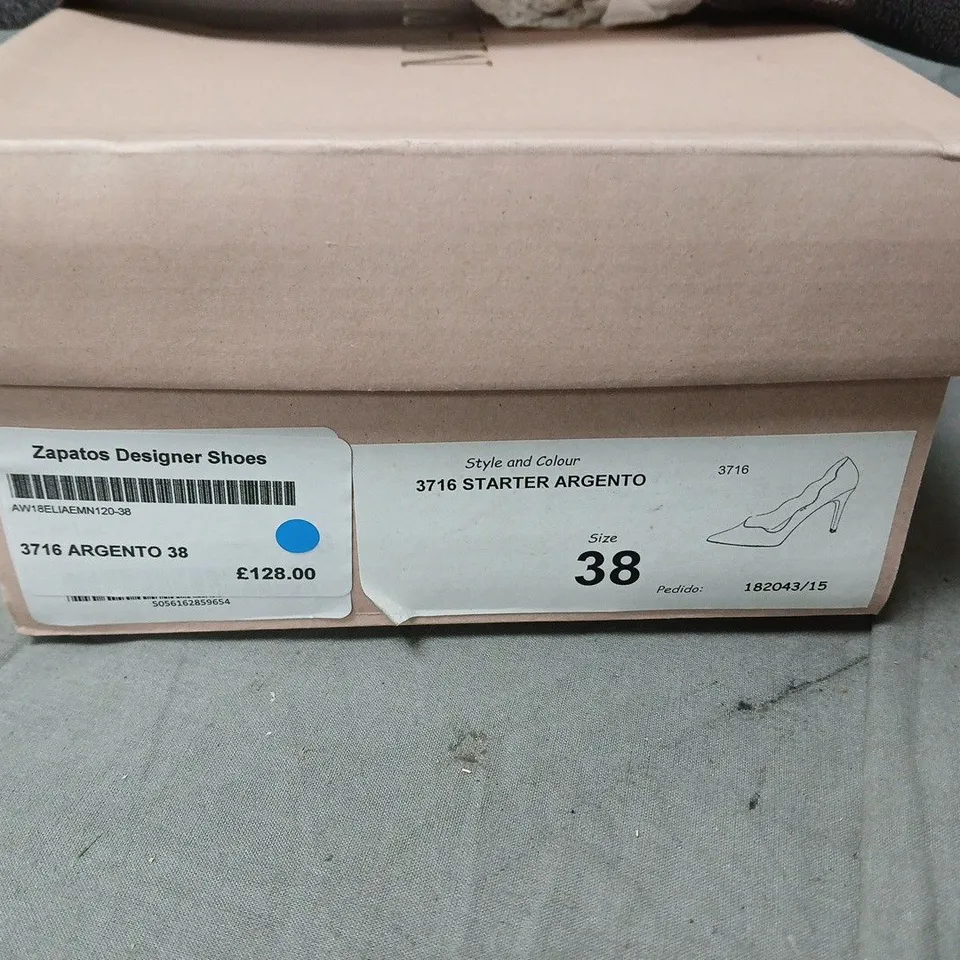 Zapatos Designer Shoes
AW18ELIAEMN120-38
3716 ARGENTO 38
£128.00
5056162859654
Style and Colour
3716 STARTER ARGENTO
3716
Size
38
Pedido: 182043/15